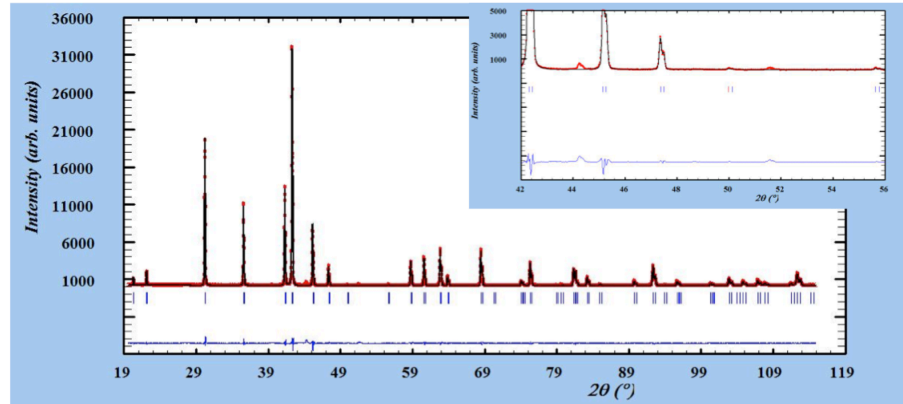 36000
31000
26000
21000
16000
11000
6000
1000
Intensity (arb. units)
19 29 39 49 59 69 79 89 99 109 119
2θ (°)
5000
3000
1000
Intensity (arb. units)
42 44 46 48 50 52 54 56
2θ (°)